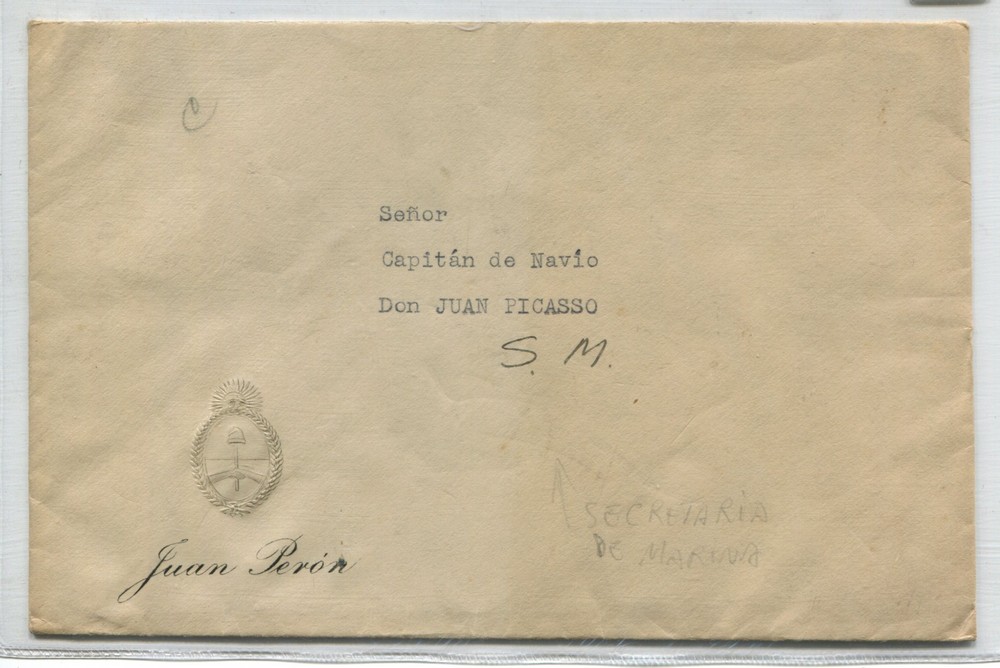 Señor
Capitán de Navío
Don JUAN PICASSO
S. M.
SECRETARIA
DE MARINA
Juan Perón